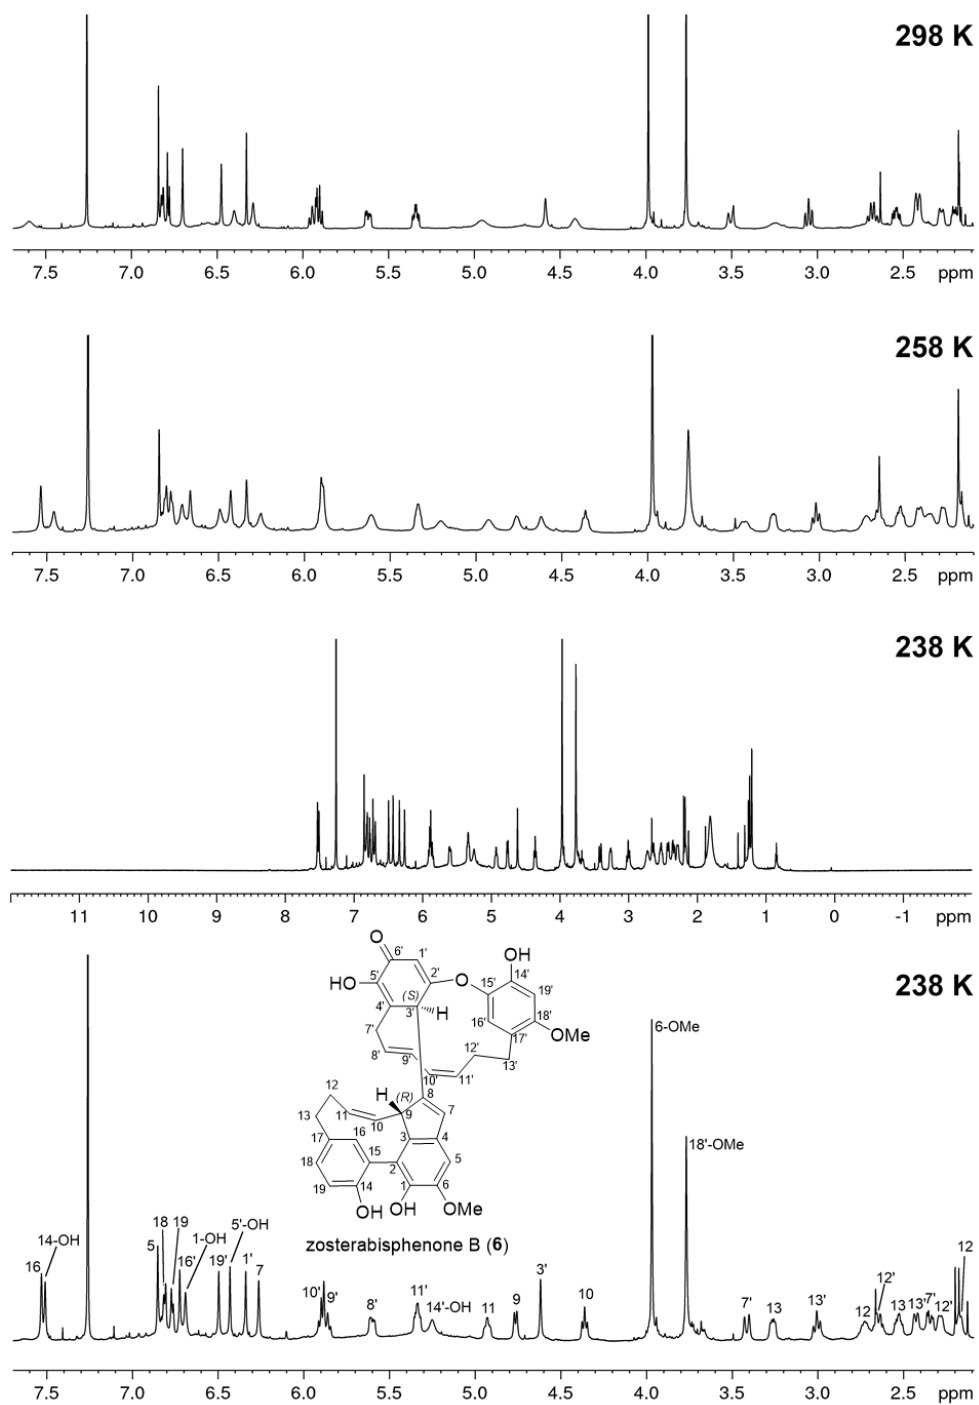 298 K
7.5 7.0 6.5 6.0 5.5 5.0 4.5 4.0 3.5 3.0 2.5 ppm
258 K
7.5 7.0 6.5 6.0 5.5 5.0 4.5 4.0 3.5 3.0 2.5 ppm
238 K
11 10 9 8 7 6 5 4 3 2 1 0 -1 ppm
238 K
O
6' 1' OH
HO 5' 2' O 15' 14'
(S) 19'
4' 3' H 16' 18'
7' 17' OMe
8' 9' 12'
10' 11' 13'
12 H (R) 8
13 11 10 9 7
17 16 3 4
18 15 2 5
19 14 1 6
OH OH OMe
zosterabisphenone B (6)
6-OMe
18'-OMe
16 14-OH 5 18 19 16' 1-OH 19' 5'-OH 1' 7 10' 9' 8' 11' 14'-OH 11 9 3' 10 7' 13 13' 12 12' 13 13' 7' 12' 12
7.5 7.0 6.5 6.0 5.5 5.0 4.5 4.0 3.5 3.0 2.5 ppm